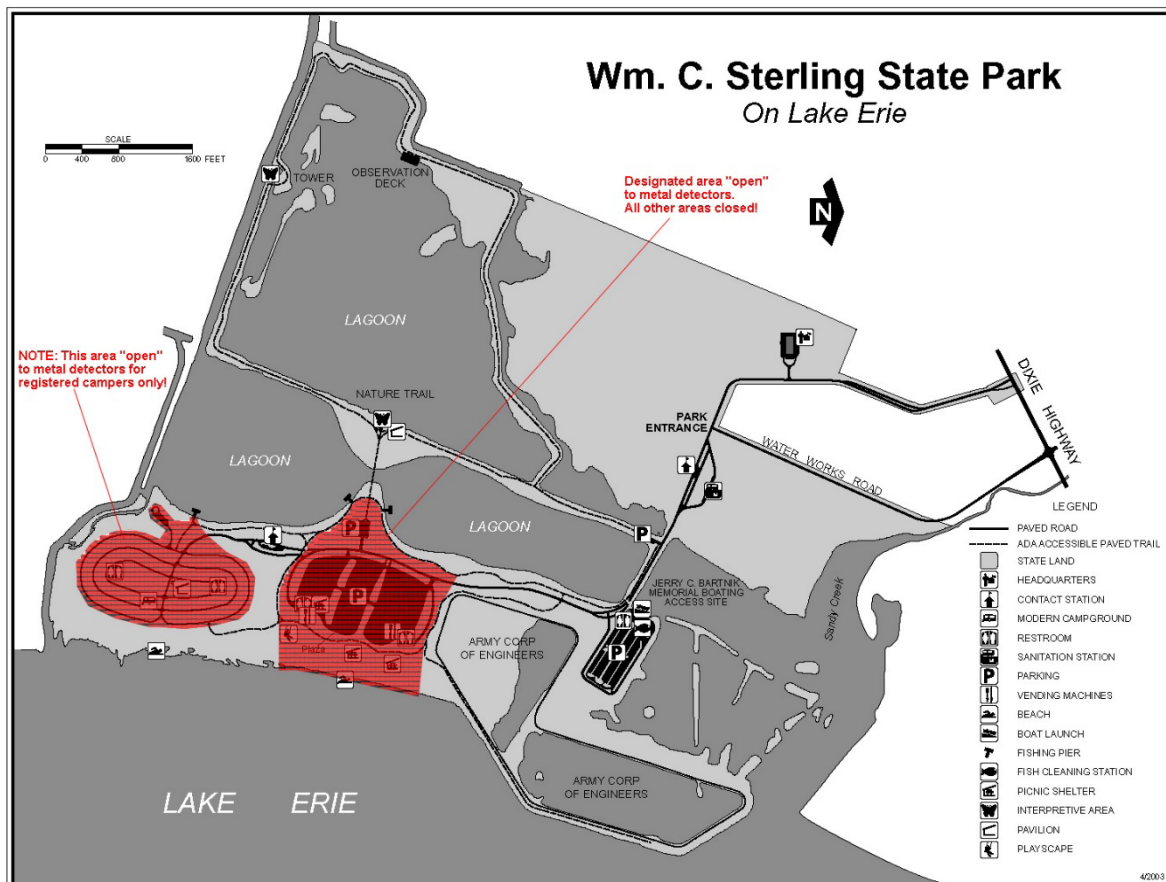 Wm. C. Sterling State Park
On Lake Erie
SCALE
0 400 800 1600 FEET
TOWER
OBSERVATION
DECK
Designated area "open"
to metal detectors.
All other areas closed!
N
LAGOON
NOTE: This area "open"
to metal detectors for
registered campers only!
NATURE TRAIL
PARK
ENTRANCE
DIXIE HIGHWAY
WATER WORKS ROAD
LAGOON
LAGOON
P
P
P
P
JERRY C. BARTNIK
MEMORIAL BOATING
ACCESS SITE
Sandy Creek
ARMY CORP
OF ENGINEERS
Plaza
ARMY CORP
OF ENGINEERS
LAKE ERIE
LEGEND
PAVED ROAD
ADA ACCESSIBLE PAVED TRAIL
STATE LAND
HEADQUARTERS
CONTACT STATION
MODERN CAMPGROUND
RESTROOM
SANITATION STATION
P PARKING
VENDING MACHINES
BEACH
BOAT LAUNCH
FISHING PIER
FISH CLEANING STATION
PICNIC SHELTER
INTERPRETIVE AREA
PAVILION
PLAYSCAPE
4/2003